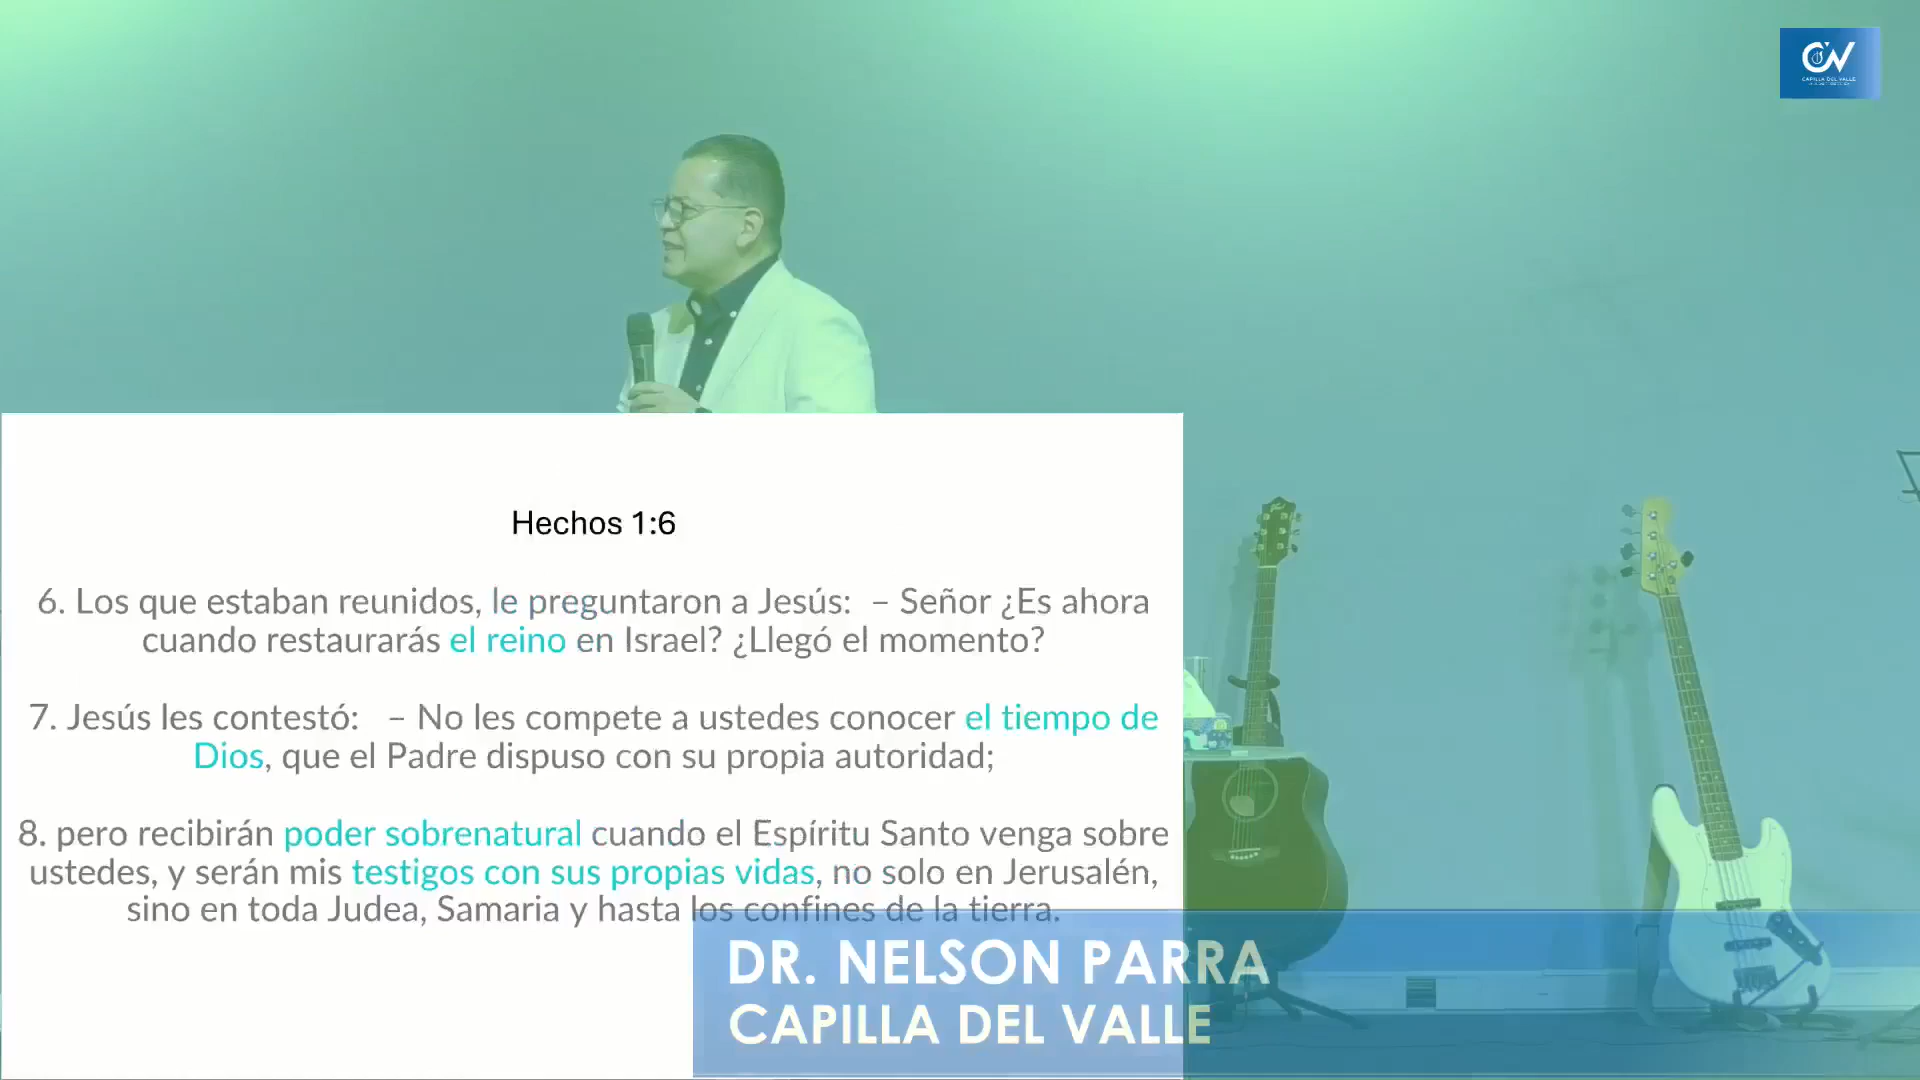 CV
CAPILLA DEL VALLE
Hechos 1:6
6. Los que estaban reunidos, le preguntaron a Jesús: – Señor ¿Es ahora
cuando restaurarás el reino en Israel? ¿Llegó el momento?
7. Jesús les contestó: – No les compete a ustedes conocer el tiempo de
Dios, que el Padre dispuso con su propia autoridad;
8. pero recibirán poder sobrenatural cuando el Espíritu Santo venga sobre
ustedes, y serán mis testigos con sus propias vidas, no solo en Jerusalén,
sino en toda Judea, Samaria y hasta los confines de la tierra.
DR. NELSON PARRA
CAPILLA DEL VALLE